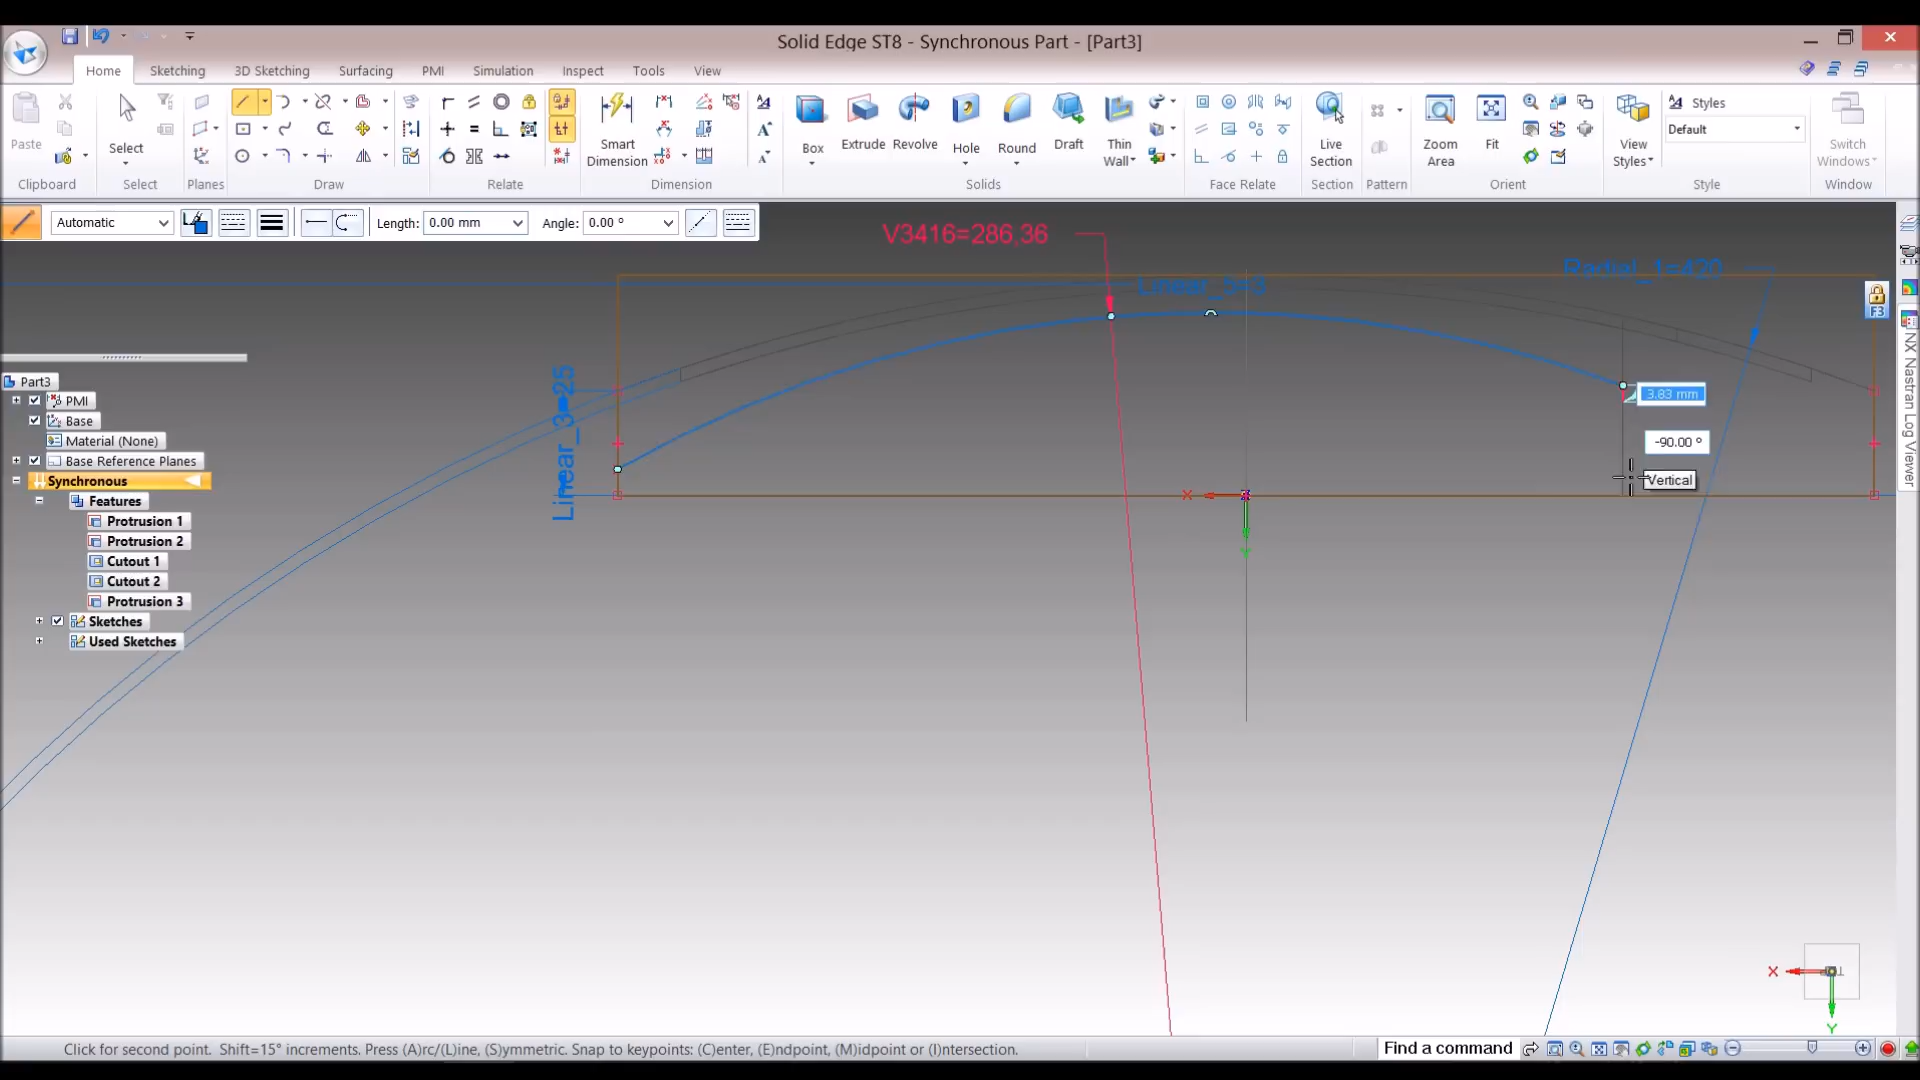 Solid Edge ST8 - Synchronous Part - [Part3]
Home
Sketching
3D Sketching
Surfacing
PMI
Simulation
Inspect
Tools
View
Paste
Select
Smart
Dimension
Box
Extrude
Revolve
Hole
Round
Draft
Thin
Wall
Live
Section
Zoom
Area
Fit
View
Styles
Styles
Default
Switch
Windows
Clipboard
Select
Planes
Draw
Relate
Dimension
Solids
Face Relate
Section
Pattern
Orient
Style
Window
Automatic
Length:
0.00 mm
Angle:
0.00 °
V3416=286,36
Linear_5=3
Radial_1=420
F3
NX Nastran Log Viewer
Linear_3=25
3.83 mm
-90.00 °
Vertical
X
Y
Part3
PMI
Base
Material (None)
Base Reference Planes
Synchronous
Features
Protrusion 1
Protrusion 2
Cutout 1
Cutout 2
Protrusion 3
Sketches
Used Sketches
X
Y
Click for second point. Shift=15° increments. Press (A)rc/(L)ine, (S)ymmetric. Snap to keypoints: (C)enter, (E)ndpoint, (M)idpoint or (I)ntersection.
Find a command